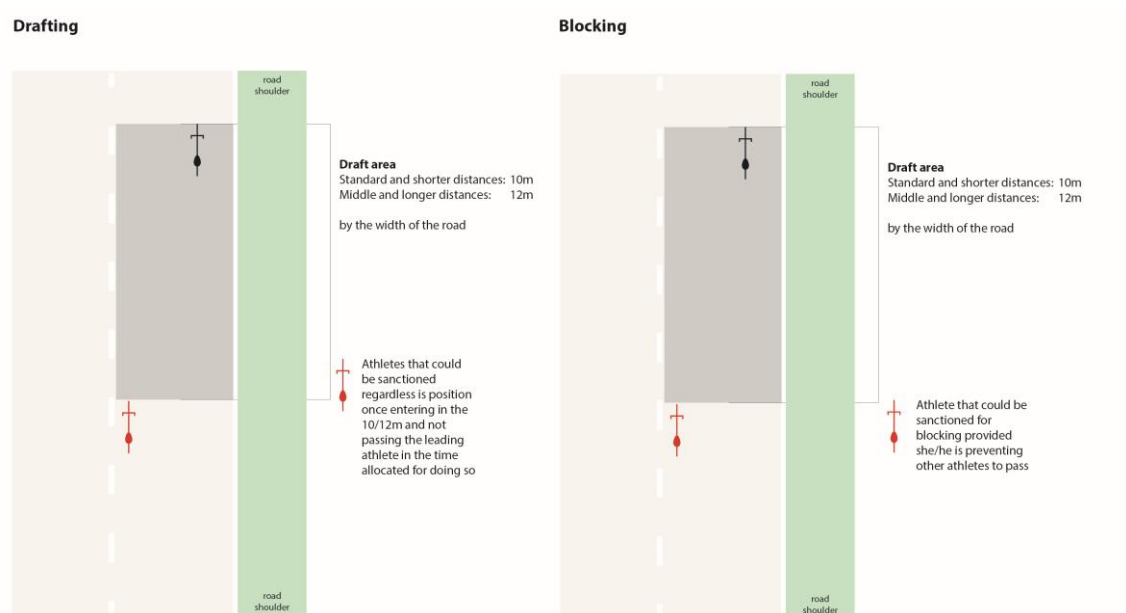 Drafting
road
shoulder
Draft area
Standard and shorter distances: 10m
Middle and longer distances: 12m
by the width of the road
Athletes that could
be sanctioned
regardless is position
once entering in the
10/12m and not
passing the leading
athlete in the time
allocated for doing so
road
shoulder
Blocking
road
shoulder
Draft area
Standard and shorter distances: 10m
Middle and longer distances: 12m
by the width of the road
Athlete that could be
sanctioned for
blocking provided
she/he is preventing
other athletes to pass
road
shoulder